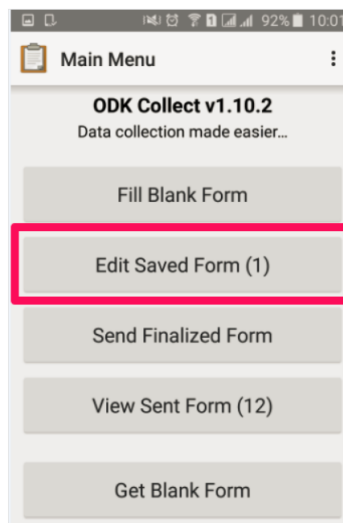 92% 10:01
Main Menu
ODK Collect v1.10.2
Data collection made easier...
Fill Blank Form
Edit Saved Form (1)
Send Finalized Form
View Sent Form (12)
Get Blank Form